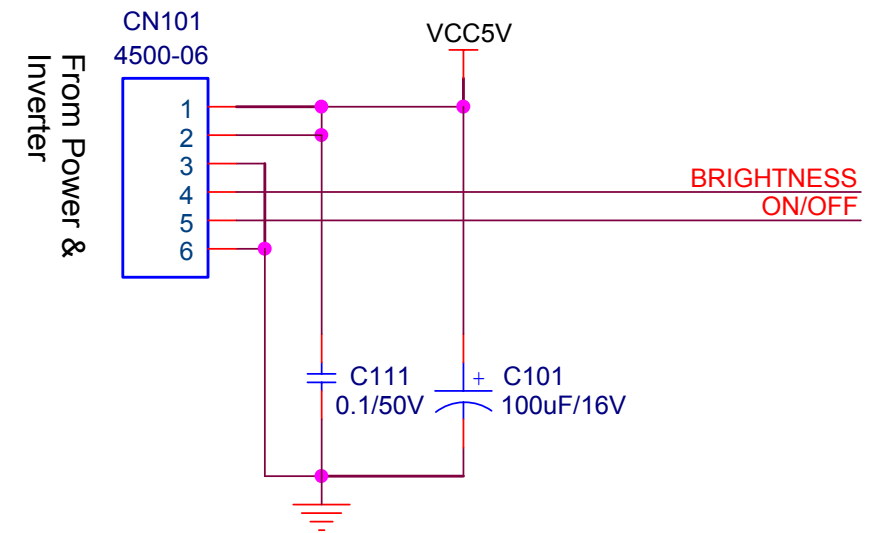 CN101
4500-06
VCC5V
From Power &
Inverter
1
2
3
4
5
6
BRIGHTNESS
ON/OFF
C111
0.1/50V
+
C101
100uF/16V